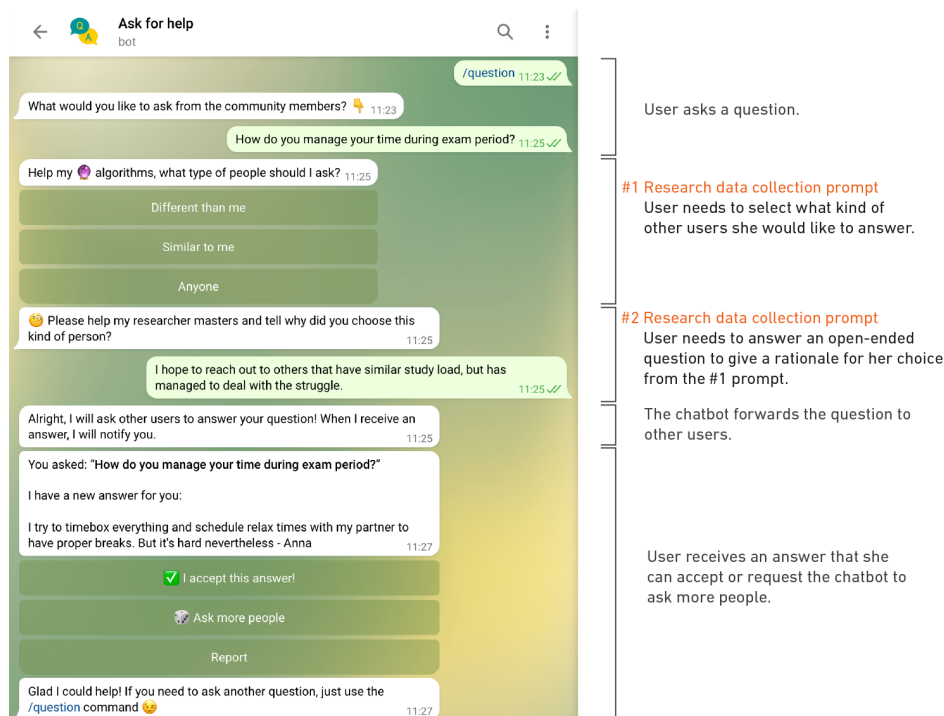 Ask for help
bot
/question 11:23
User asks a question.
What would you like to ask from the community members? 👇 11:23
How do you manage your time during exam period? 11:25
Help my 🔮 algorithms, what type of people should I ask? 11:25
Different than me
Similar to me
Anyone
#1 Research data collection prompt
User needs to select what kind of
other users she would like to answer.
🧐 Please help my researcher masters and tell why did you choose this
kind of person? 11:25
I hope to reach out to others that have similar study load, but has
managed to deal with the struggle. 11:25
#2 Research data collection prompt
User needs to answer an open-ended
question to give a rationale for her choice
from the #1 prompt.
Alright, I will ask other users to answer your question! When I receive an
answer, I will notify you. 11:25
The chatbot forwards the question to
other users.
You asked: “How do you manage your time during exam period?”
I have a new answer for you:
I try to timebox everything and schedule relax times with my partner to
have proper breaks. But it's hard nevertheless - Anna 11:27
✅ I accept this answer!
🎲 Ask more people
Report
User receives an answer that she
can accept or request the chatbot to
ask more people.
Glad I could help! If you need to ask another question, just use the
/question command 😉 11:27
Q
A